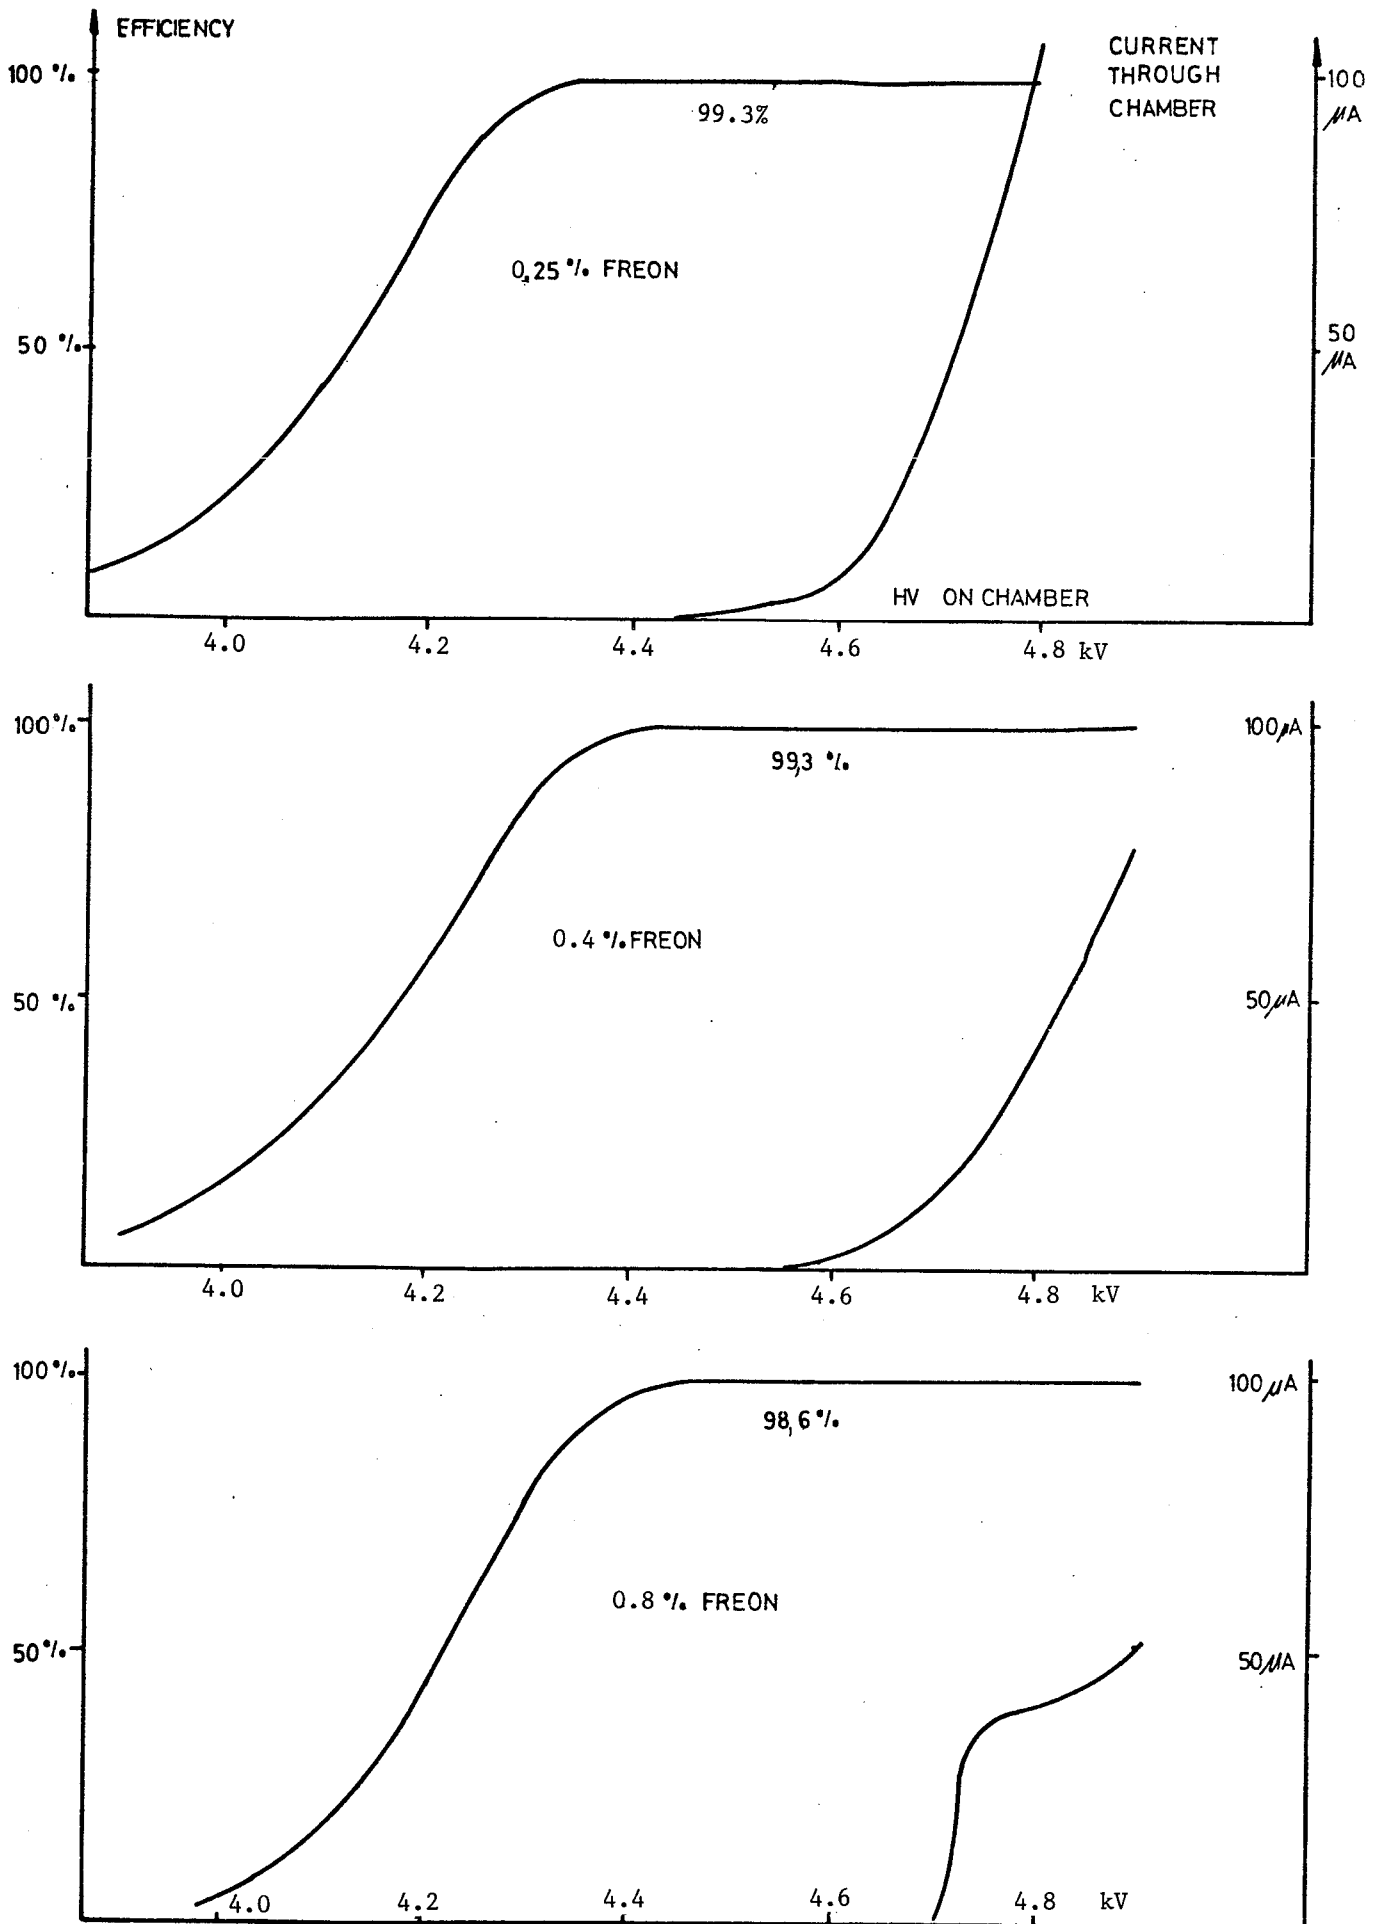 EFFICIENCY
CURRENT
THROUGH
CHAMBER
100 %
100
µA
99.3%
0,25 % FREON
50 %
50
µA
HV ON CHAMBER
4.0 4.2 4.4 4.6 4.8 kV
100 %
100 µA
99,3 %
0.4 % FREON
50 %
50 µA
4.0 4.2 4.4 4.6 4.8 kV
100 %
100 µA
98,6 %
0.8 % FREON
50 %
50 µA
4.0 4.2 4.4 4.6 4.8 kV